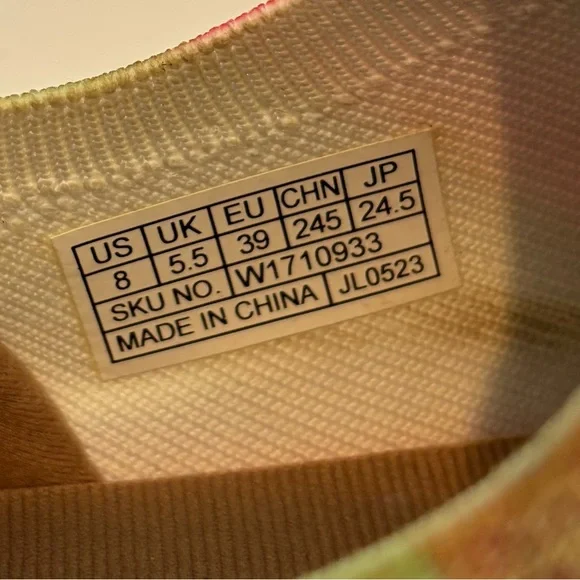 US UK EU CHN JP
8 5.5 39 245 24.5
SKU NO. W1710933
MADE IN CHINA JL0523